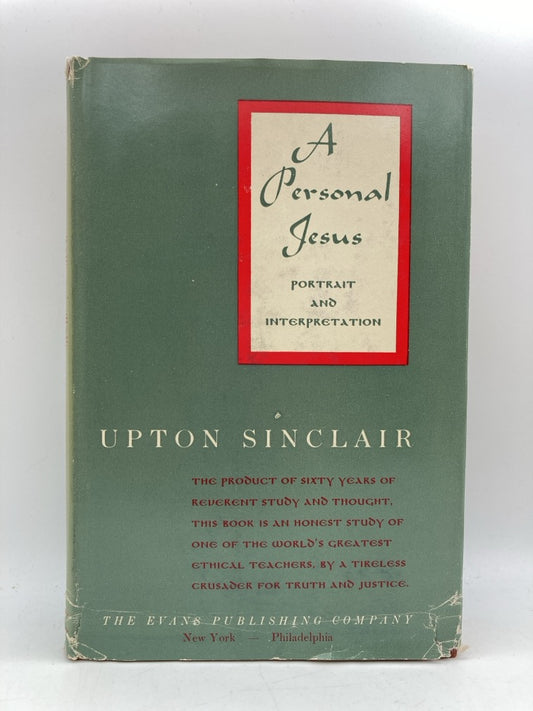 A
Personal
Jesus
PORTRAIT
AND
INTERPRETATION
UPTON SINCLAIR
THE PRODUCT OF SIXTY YEARS OF
REVERENT STUDY AND THOUGHT,
THIS BOOK IS AN HONEST STUDY OF
ONE OF THE WORLD'S GREATEST
ETHICAL TEACHERS, BY A TIRELESS
CRUSADER FOR TRUTH AND JUSTICE.
THE EVANS PUBLISHING COMPANY
New York — Philadelphia